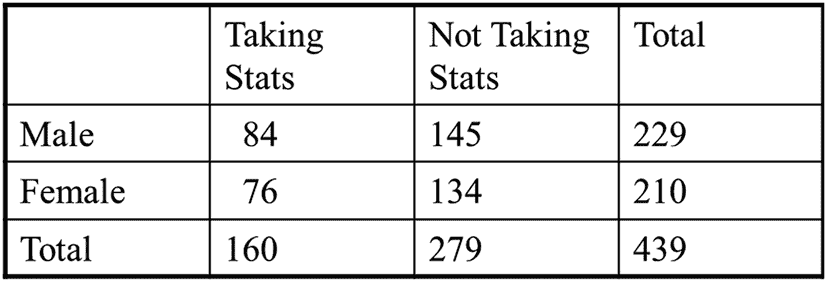 Taking Stats Not Taking Stats Total
Male 84 145 229
Female 76 134 210
Total 160 279 439